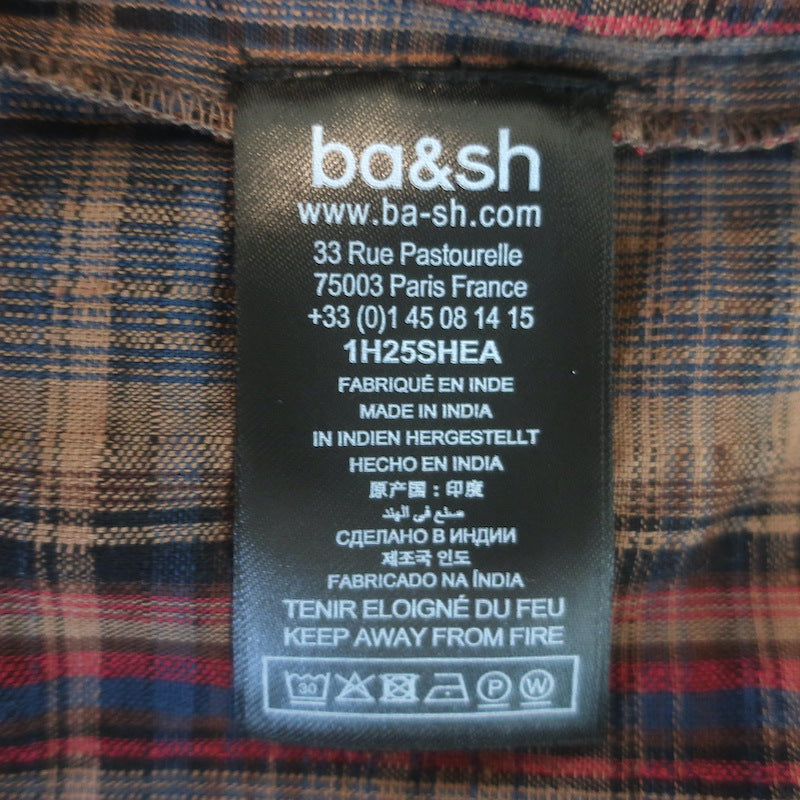 ba&sh
www.ba-sh.com
33 Rue Pastourelle
75003 Paris France
+33 (0)1 45 08 14 15
1H25SHEA
FABRIQUÉ EN INDE
MADE IN INDIA
IN INDIEN HERGESTELLT
HECHO EN INDIA
原产国：印度
صنع في الهند
СДЕЛАНО В ИНДИИ
제조국 인도
FABRICADO NA ÍNDIA
TENIR ELOIGNÉ DU FEU
KEEP AWAY FROM FIRE
30 P W